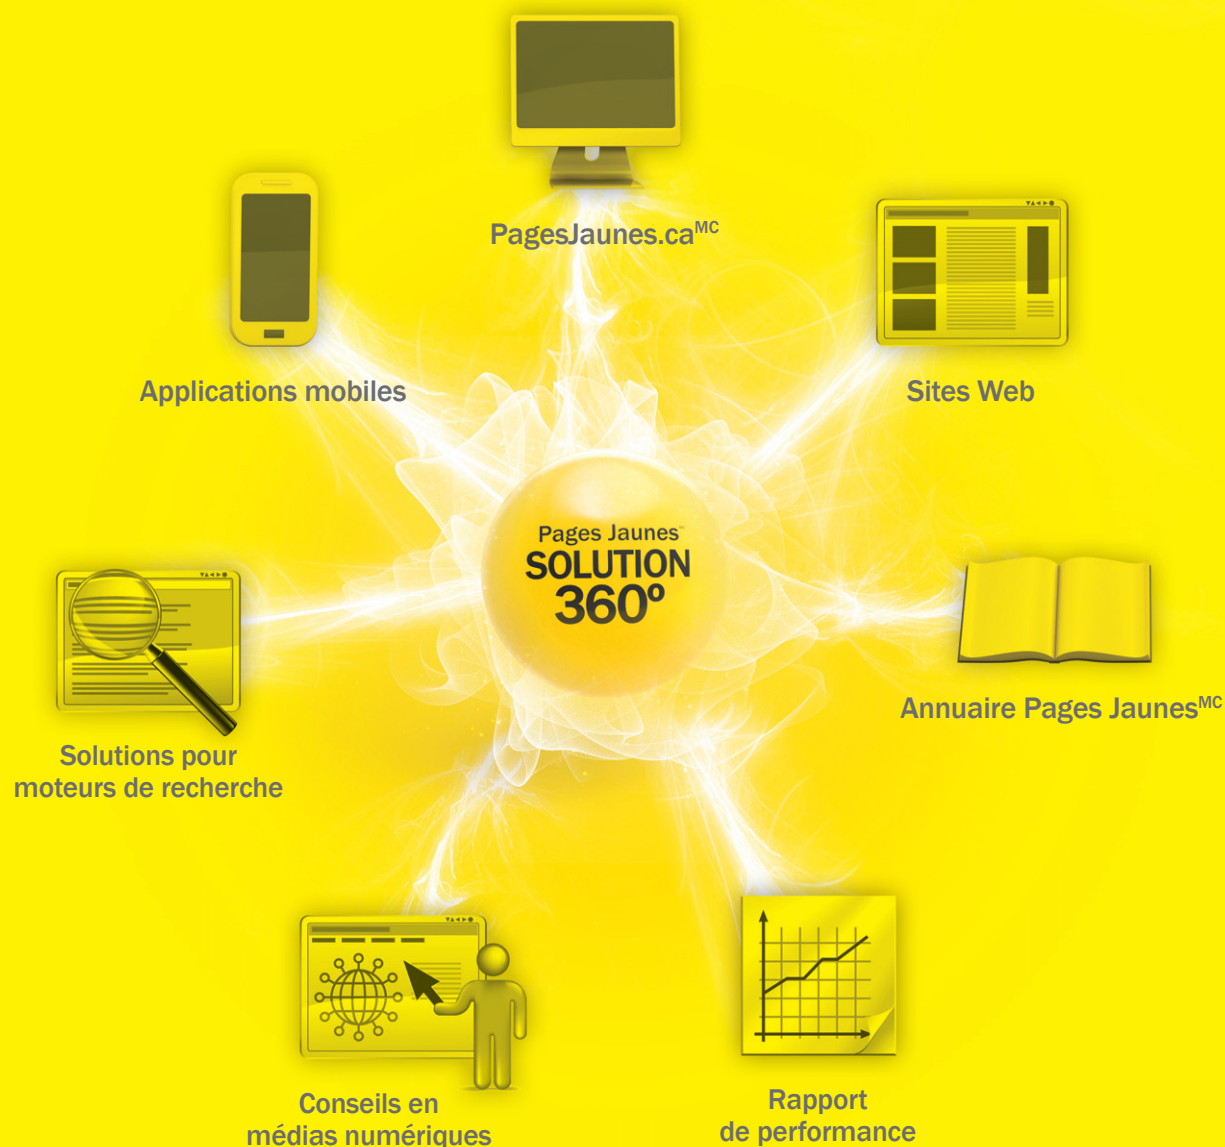 PagesJaunes.caMC
Applications mobiles
Sites Web
Pages Jaunes™
SOLUTION
360º
Annuaire Pages JaunesMC
Solutions pour
moteurs de recherche
Conseils en
médias numériques
Rapport
de performance